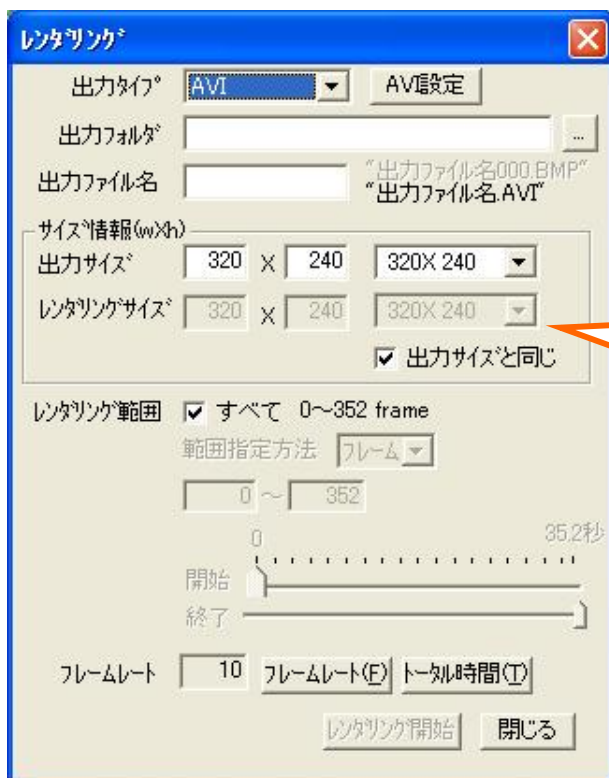 ﾚﾝﾀﾞﾘﾝｸﾞ
出力ﾀｲﾌﾟ AVI AVI設定
出力ﾌｫﾙﾀﾞ ...
出力ﾌｧｲﾙ名 "出力ﾌｧｲﾙ名000.BMP"
"出力ﾌｧｲﾙ名.AVI"
ｻｲｽﾞ情報(wXh)
出力ｻｲｽﾞ 320 X 240 320X 240
ﾚﾝﾀﾞﾘﾝｸﾞｻｲｽﾞ 320 X 240 320X 240
出力ｻｲｽﾞと同じ
ﾚﾝﾀﾞﾘﾝｸﾞ範囲 すべて 0～352 frame
範囲指定方法 ﾌﾚｰﾑ
0 ～ 352
0 35.2秒
開始
終了
ﾌﾚｰﾑﾚｰﾄ 10 ﾌﾚｰﾑﾚｰﾄ(F) ﾄｰﾀﾙ時間(T)
ﾚﾝﾀﾞﾘﾝｸﾞ開始 閉じる